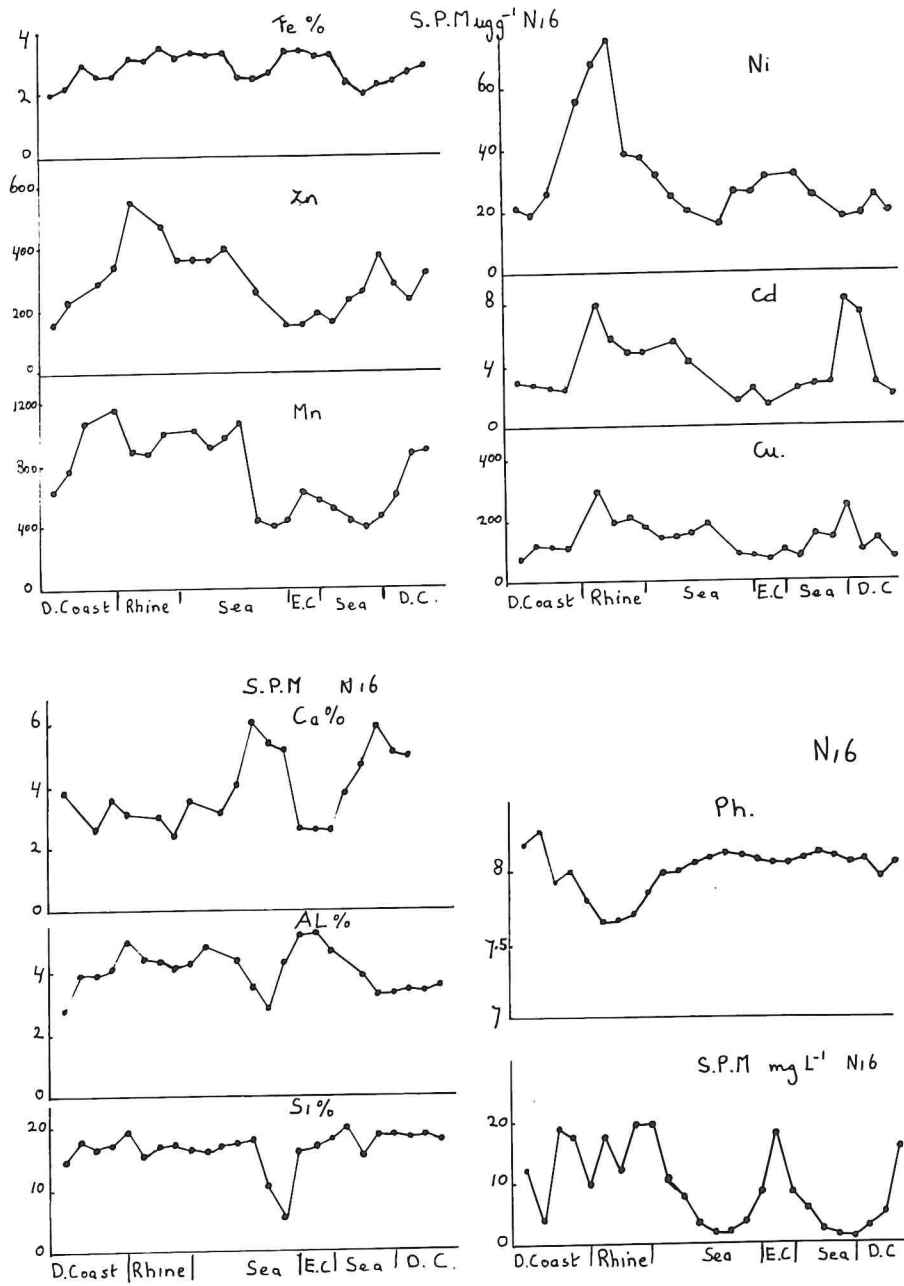 S.P.M µgg⁻¹ N16
Fe %
4
2
0
Zn
600
400
200
0
Mn
1200
800
400
0
D.Coast | Rhine | Sea | E.C | Sea | D.C.
Ni
60
40
20
0
Cd
8
4
0
Cu.
400
200
0
D.Coast | Rhine | Sea | E.C | Sea | D.C
S.P.M N16
Ca%
6
4
2
0
AL%
4
2
0
Si%
20
10
0
D.Coast | Rhine | Sea | E.C | Sea | D.C.
N16
Ph.
8
7.5
7
S.P.M mg L⁻¹ N16
20
10
0
D.Coast | Rhine | Sea | E.C | Sea | D.C